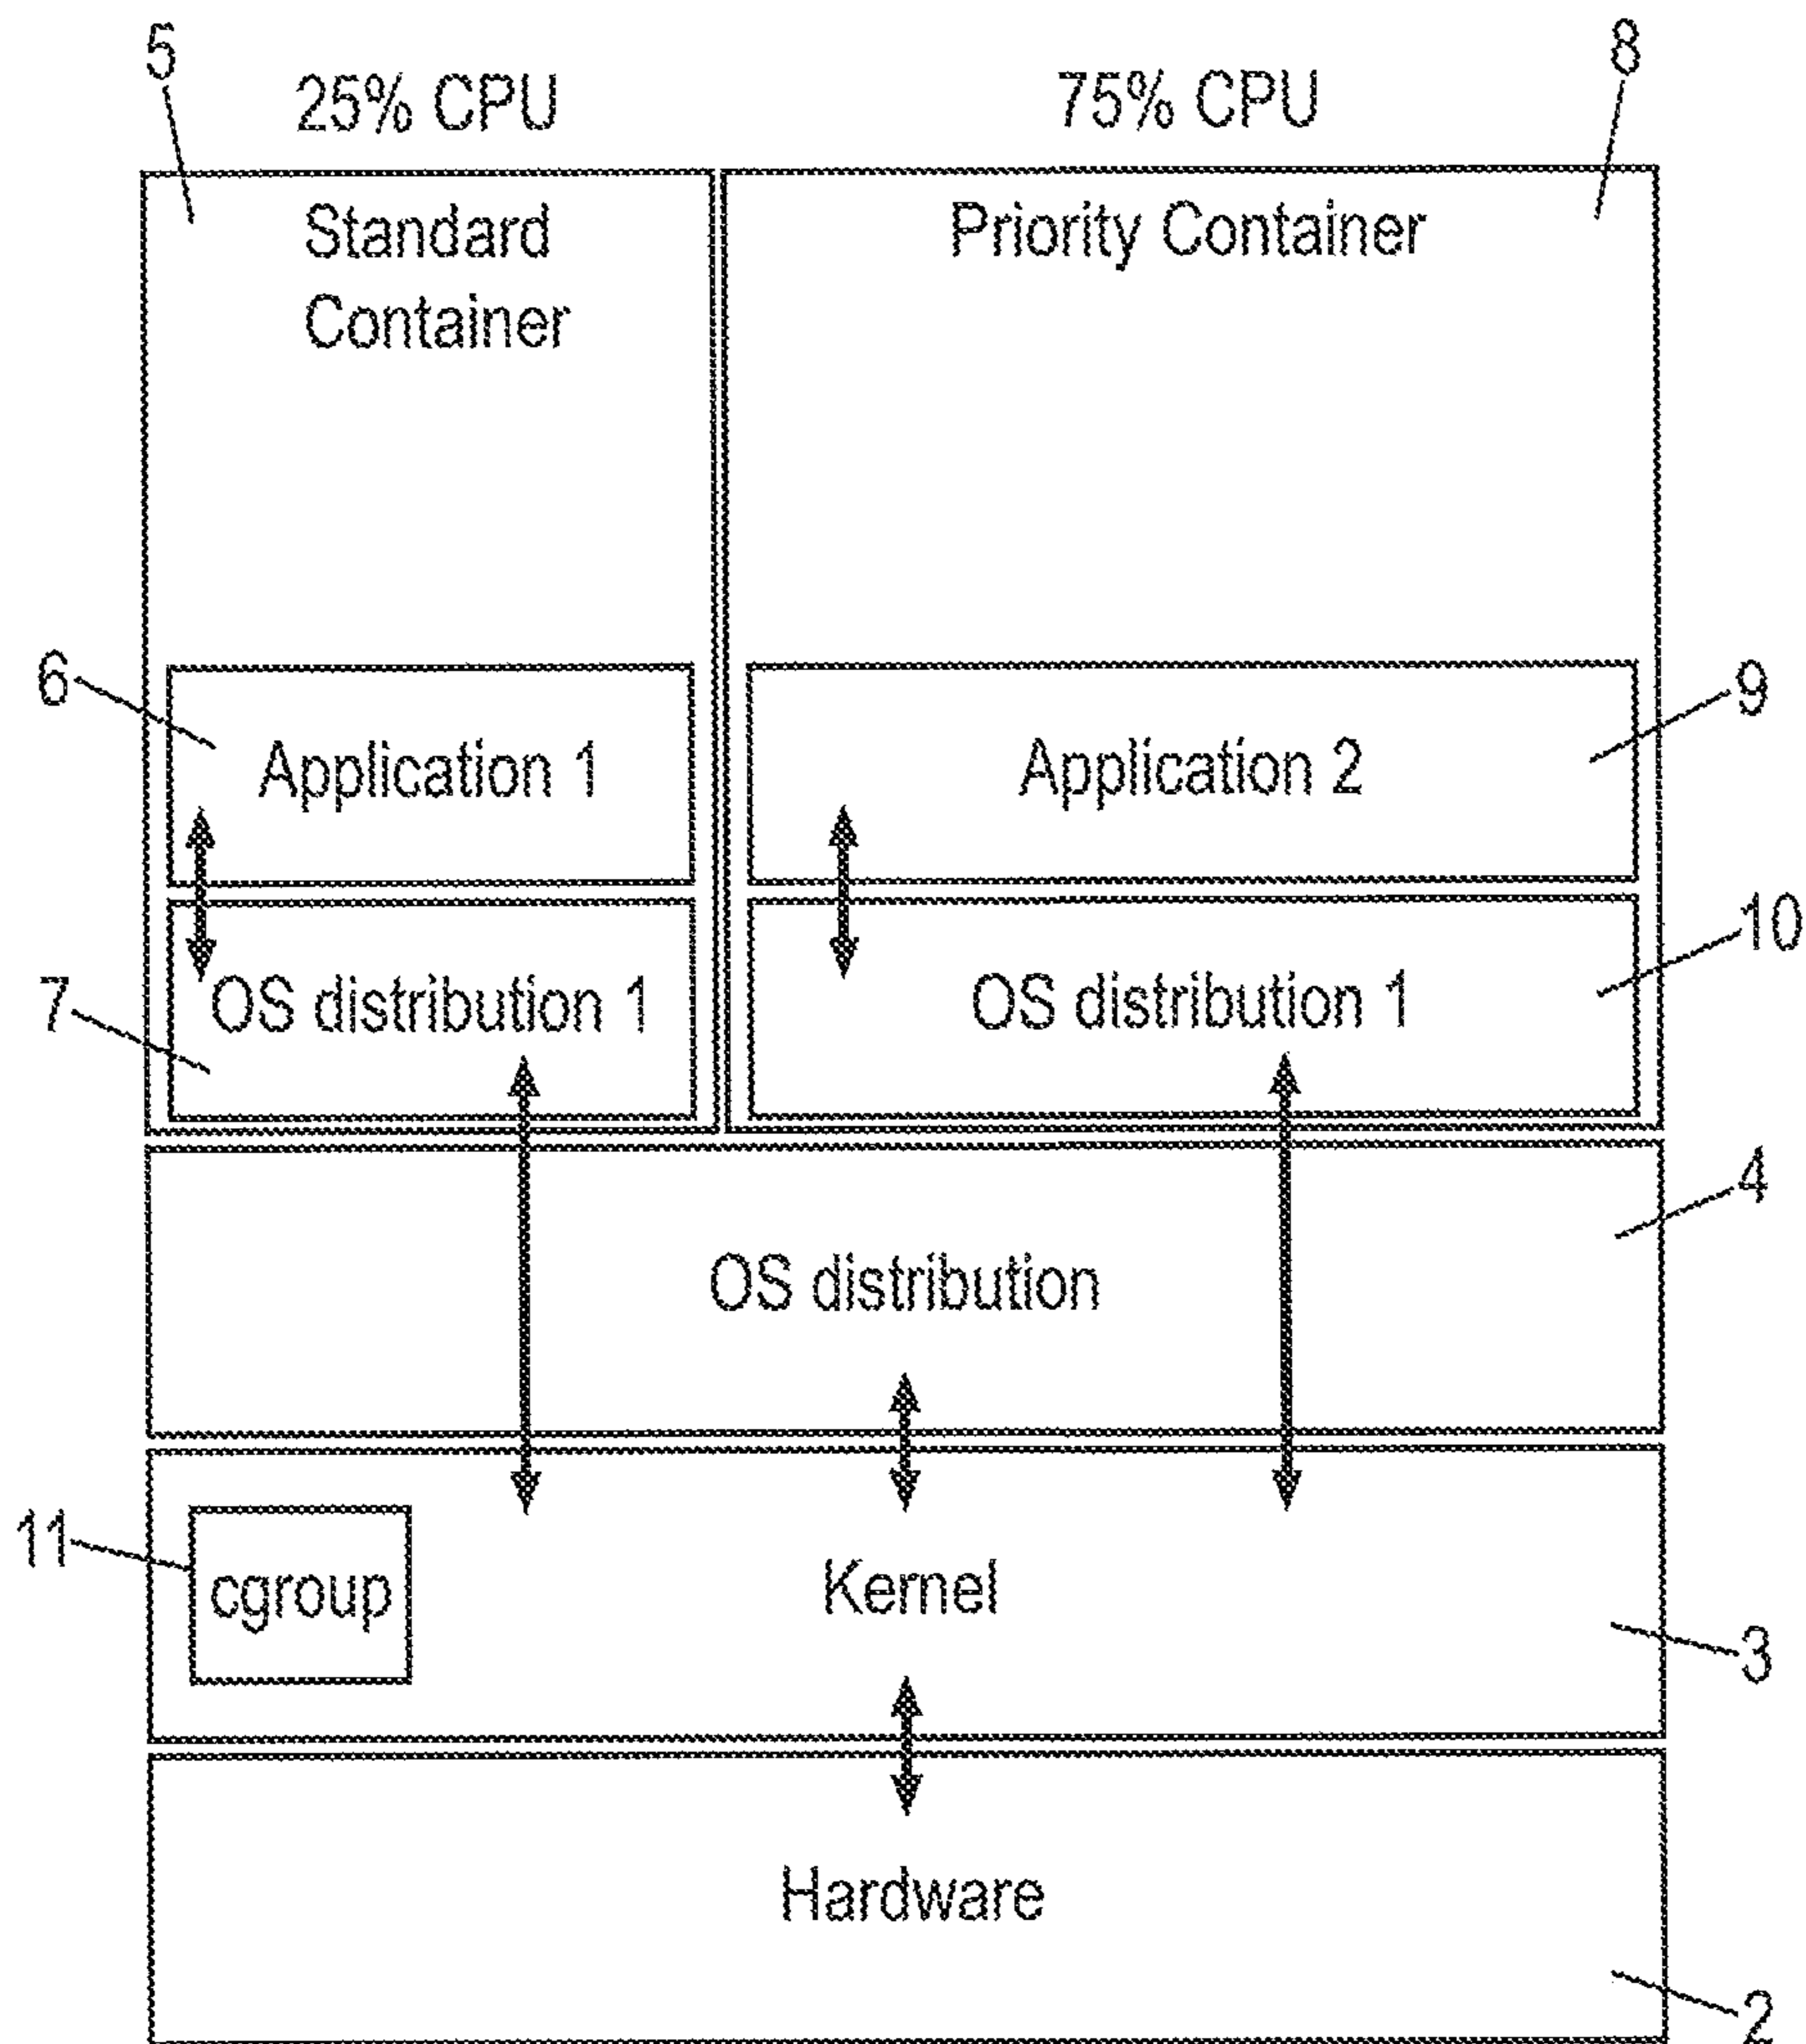 5
8
25% CPU
75% CPU
Standard
Container
Priority Container
6
Application 1
Application 2
9
7
OS distribution 1
OS distribution 1
10
OS distribution
4
11
cgroup
Kernel
3
Hardware
2